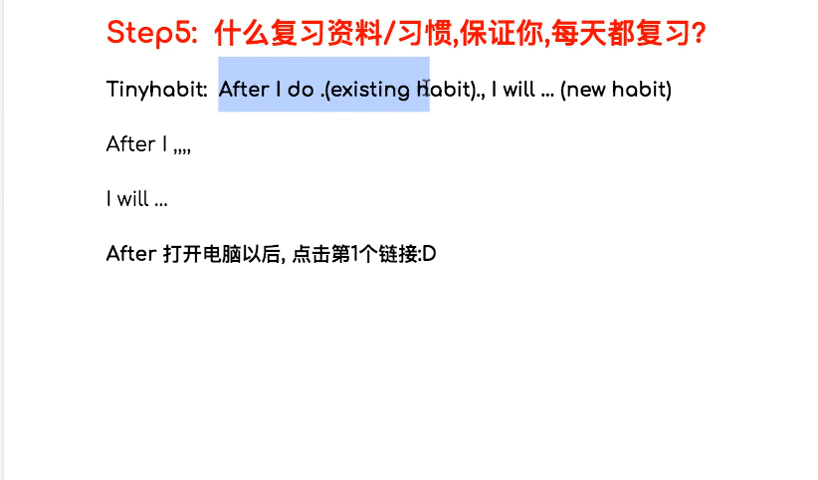 Step5: 什么复习资料/习惯,保证你,每天都复习?
Tinyhabit: After I do .(existing habit)., I will ... (new habit)
After I ,,,,
I will ...
After 打开电脑以后, 点击第1个链接:D